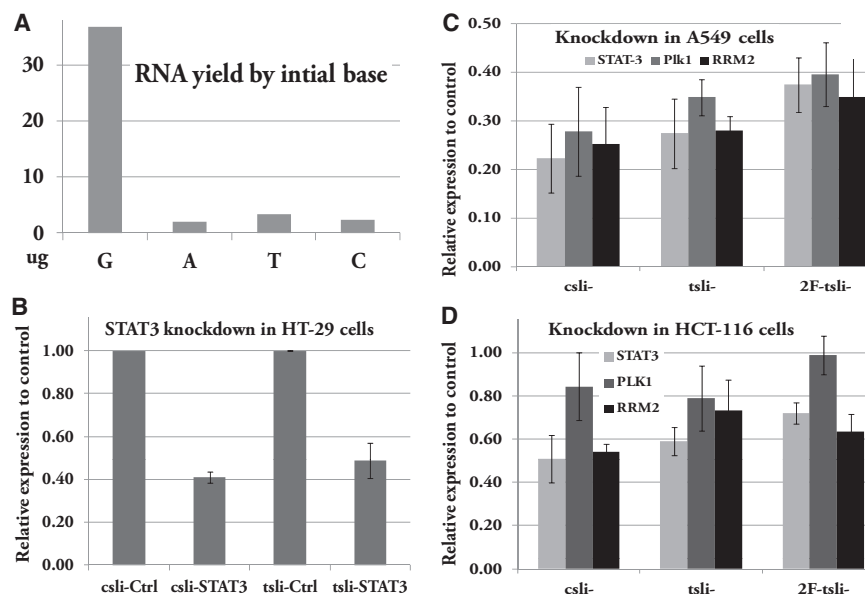 A
RNA yield by intial base
30
20
10
0
ug
G A T C
B
STAT3 knockdown in HT-29 cells
Relative expression to control
1.00
0.80
0.60
0.40
0.20
0.00
csli-Ctrl csli-STAT3 tsli-Ctrl tsli-STAT3
C
Knockdown in A549 cells
STAT-3 Plk1 RRM2
Relative expression to control
0.50
0.40
0.30
0.20
0.10
0.00
csli- tsli- 2F-tsli-
D
Knockdown in HCT-116 cells
STAT3
PLK1
RRM2
Relative expression to control
1.00
0.80
0.60
0.40
0.20
0.00
csli- tsli- 2F-tsli-